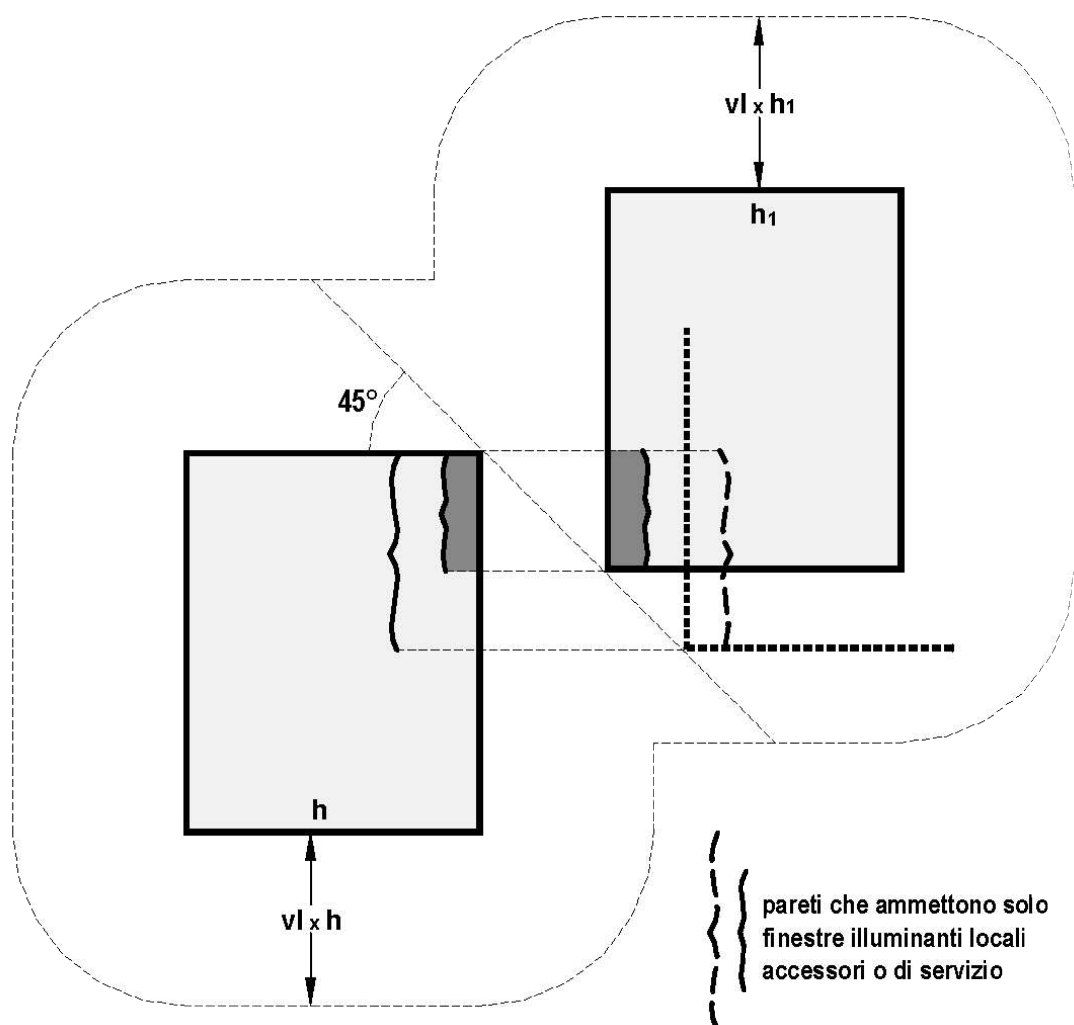 vl x h1
h1
45°
h
vl x h
pareti che ammettono solo
finestre illuminanti locali
accessori o di servizio